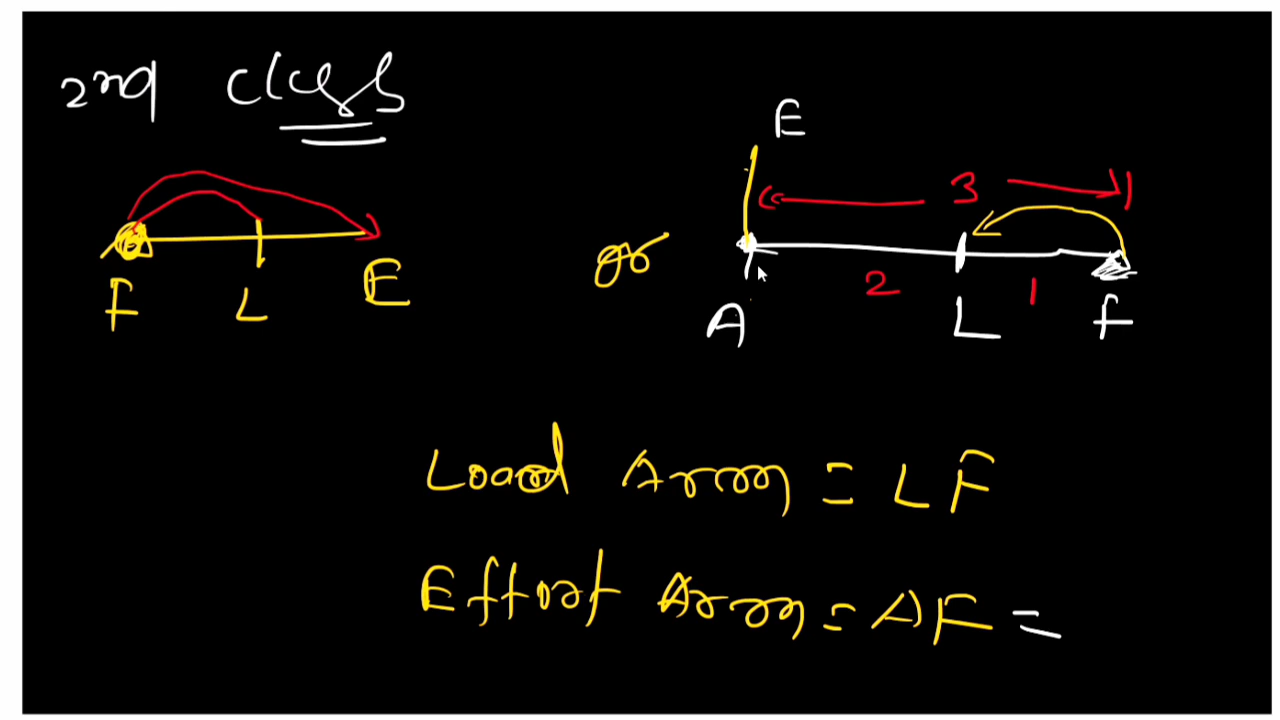 2nd class
E
3
or
2
1
F L E
A L f
Load Arm = LF
Effort Arm = AF =